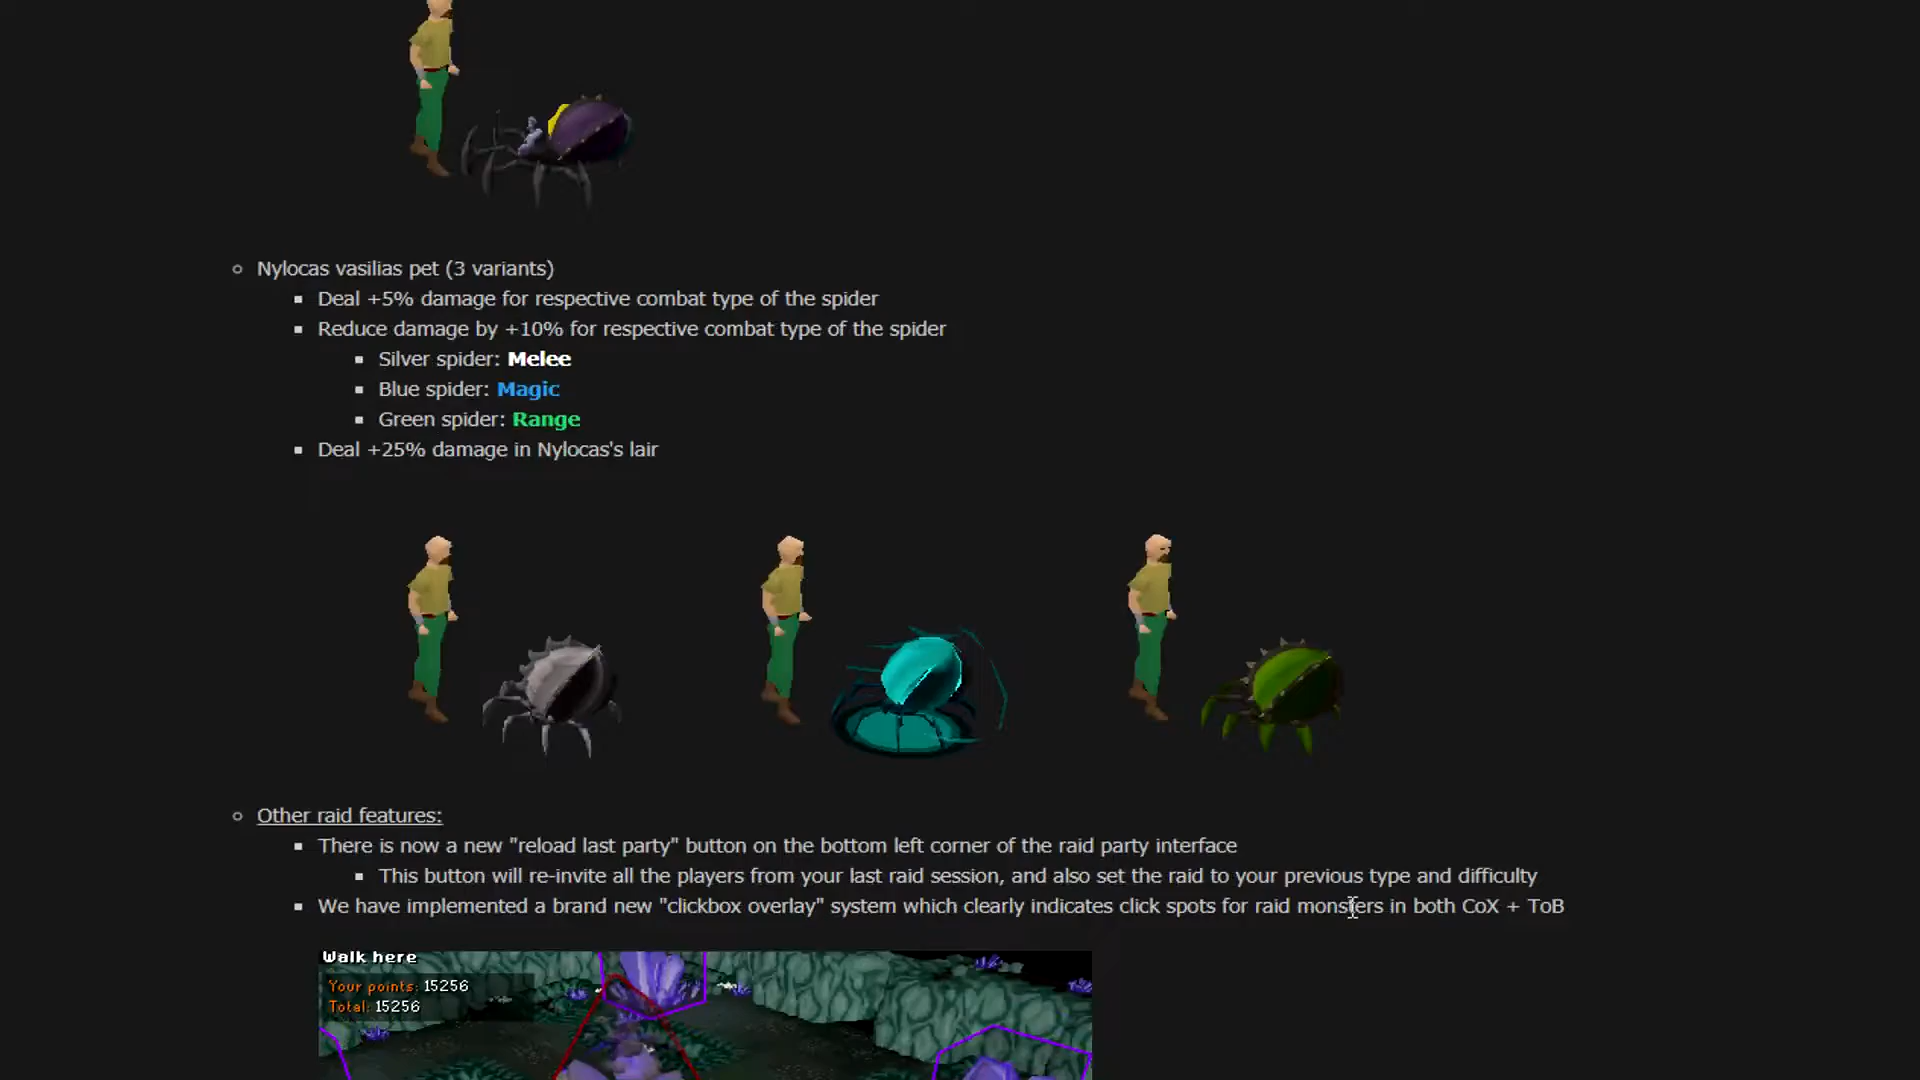 Nylocas vasilias pet (3 variants)
Deal +5% damage for respective combat type of the spider
Reduce damage by +10% for respective combat type of the spider
Silver spider: Melee
Blue spider: Magic
Green spider: Range
Deal +25% damage in Nylocas's lair
Other raid features:
There is now a new "reload last party" button on the bottom left corner of the raid party interface
This button will re-invite all the players from your last raid session, and also set the raid to your previous type and difficulty
We have implemented a brand new "clickbox overlay" system which clearly indicates click spots for raid monsters in both CoX + ToB
Walk here
Your points: 15256
Total: 15256